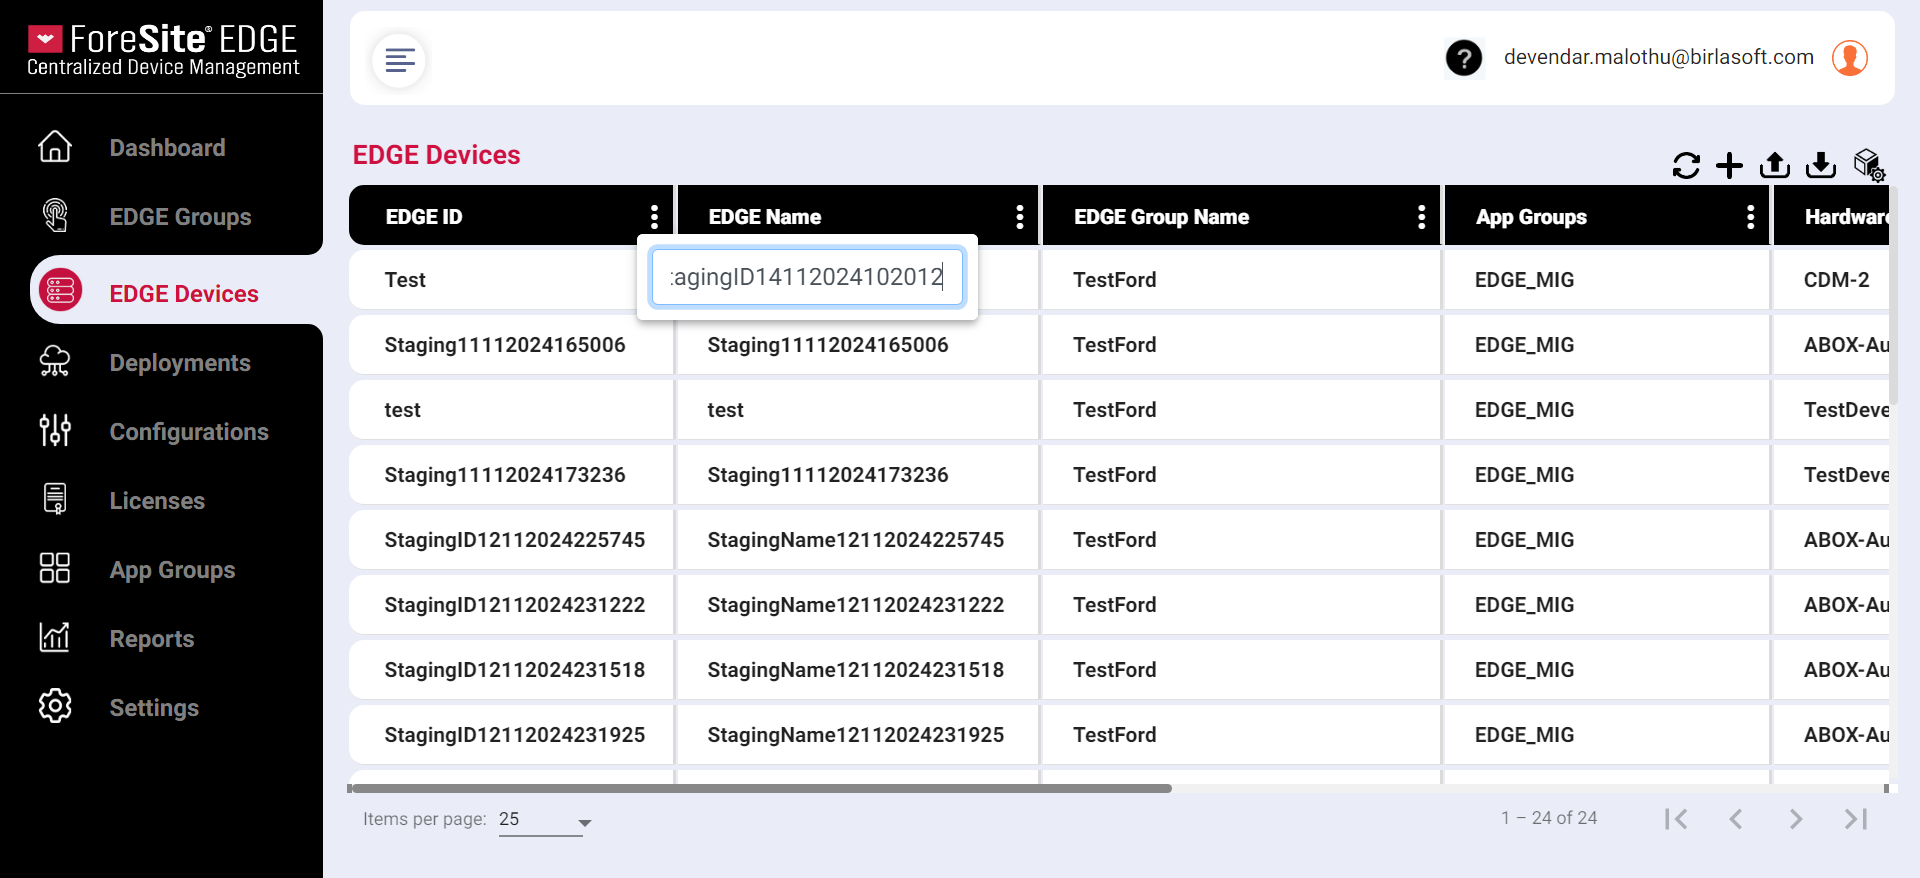 ForeSite® EDGE
Centralized Device Management
?
devendar.malothu@birlasoft.com
Dashboard
EDGE Groups
EDGE Devices
Deployments
Configurations
Licenses
App Groups
Reports
Settings
EDGE Devices
EDGE ID EDGE Name EDGE Group Name App Groups Hardware
Test TestFord EDGE_MIG CDM-2
tagingID14112024102012
Staging11112024165006 Staging11112024165006 TestFord EDGE_MIG ABOX-Au
test test TestFord EDGE_MIG TestDeve
Staging11112024173236 Staging11112024173236 TestFord EDGE_MIG TestDeve
StagingID12112024225745 StagingName12112024225745 TestFord EDGE_MIG ABOX-Au
StagingID12112024231222 StagingName12112024231222 TestFord EDGE_MIG ABOX-Au
StagingID12112024231518 StagingName12112024231518 TestFord EDGE_MIG ABOX-Au
StagingID12112024231925 StagingName12112024231925 TestFord EDGE_MIG ABOX-Au
Items per page: 25
1 – 24 of 24